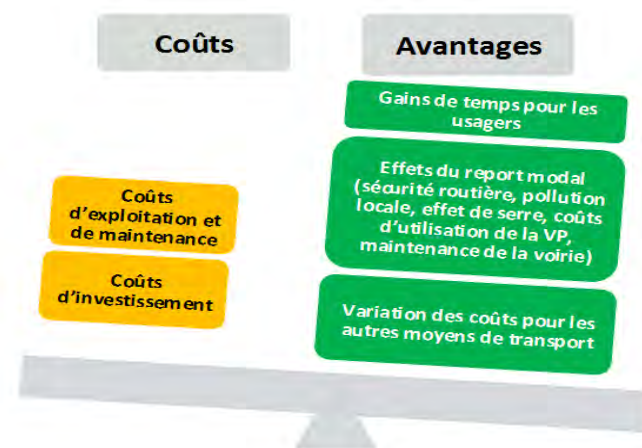 Coûts
Avantages
Gains de temps pour les
usagers
Effets du report modal
(sécurité routière, pollution
locale, effet de serre, coûts
d'utilisation de la VP,
maintenance de la voirie)
Variation des coûts pour les
autres moyens de transport
Coûts
d'exploitation et
de maintenance
Coûts
d'investissement